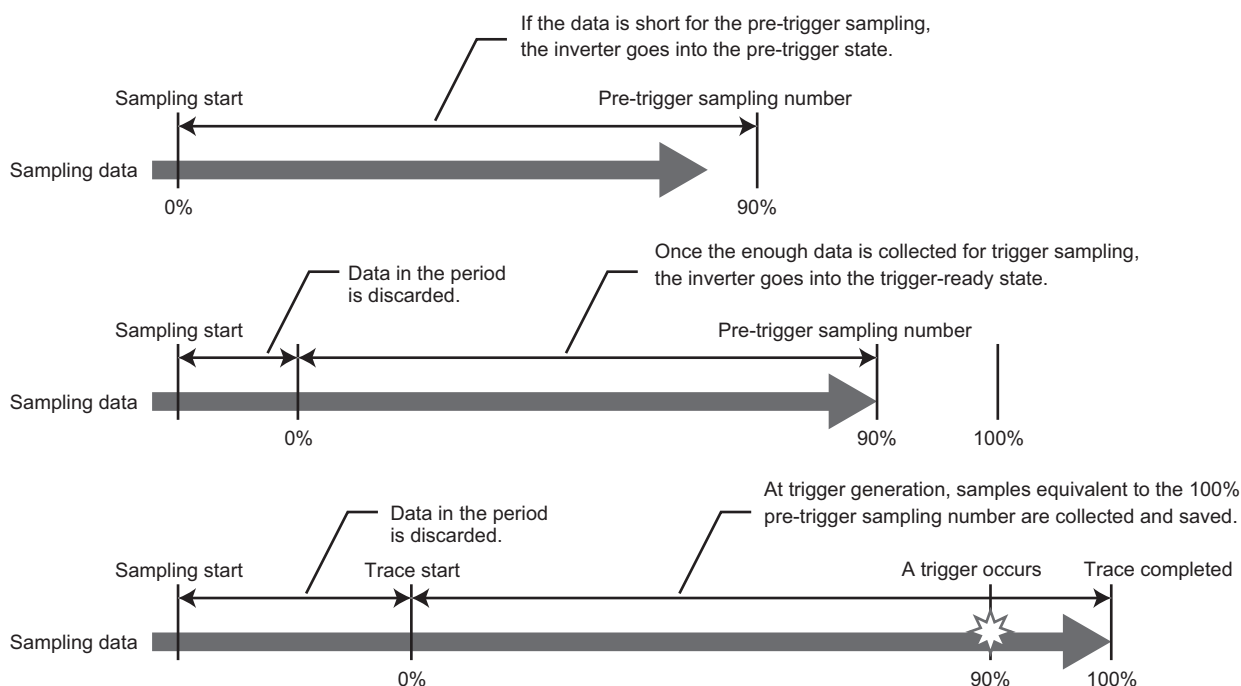 If the data is short for the pre-trigger sampling,
the inverter goes into the pre-trigger state.
Sampling start
Pre-trigger sampling number
Sampling data
0%
90%
Once the enough data is collected for trigger sampling,
the inverter goes into the trigger-ready state.
Data in the period
is discarded.
Sampling start
Pre-trigger sampling number
Sampling data
0%
90%
100%
At trigger generation, samples equivalent to the 100%
pre-trigger sampling number are collected and saved.
Data in the period
is discarded.
Sampling start
Trace start
A trigger occurs
Trace completed
Sampling data
0%
90%
100%